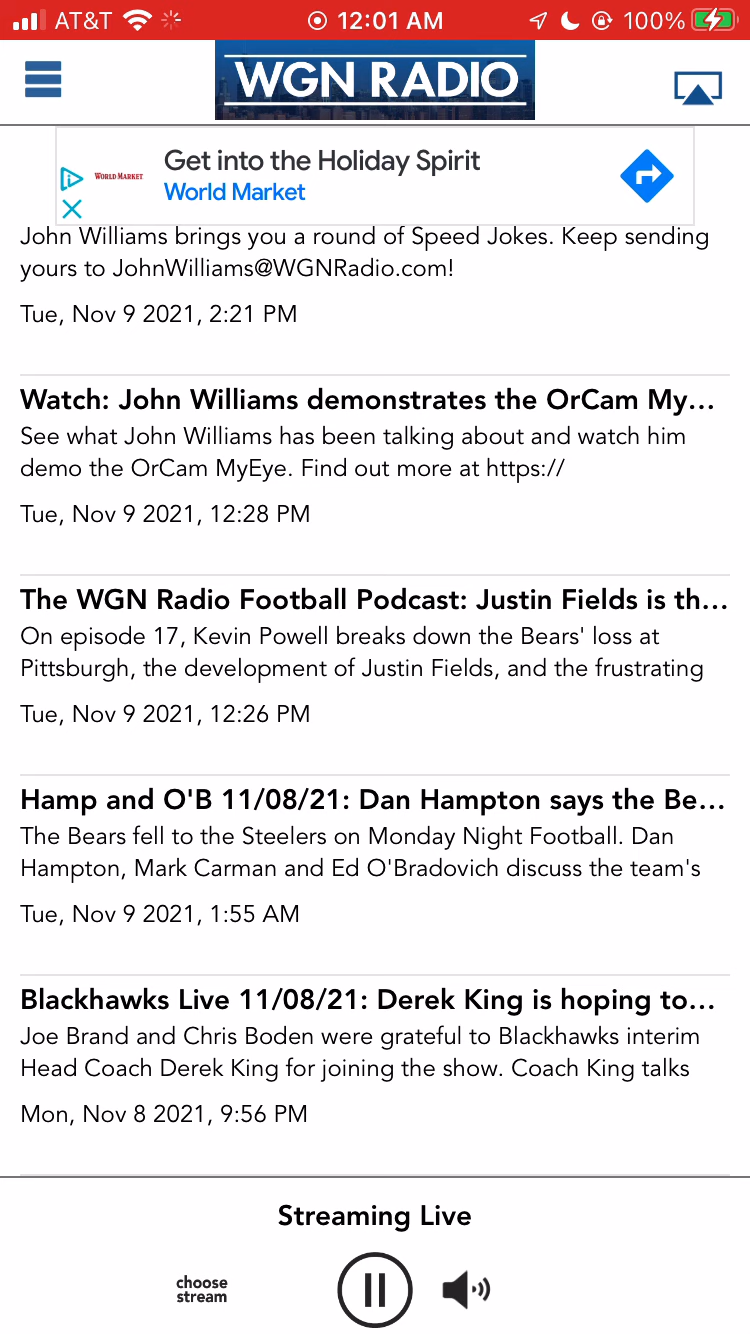 AT&T 12:01 AM 100%
WGN RADIO
WORLD MARKET
Get into the Holiday Spirit
World Market
John Williams brings you a round of Speed Jokes. Keep sending
yours to JohnWilliams@WGNRadio.com!
Tue, Nov 9 2021, 2:21 PM
Watch: John Williams demonstrates the OrCam My...
See what John Williams has been talking about and watch him
demo the OrCam MyEye. Find out more at https://
Tue, Nov 9 2021, 12:28 PM
The WGN Radio Football Podcast: Justin Fields is th...
On episode 17, Kevin Powell breaks down the Bears' loss at
Pittsburgh, the development of Justin Fields, and the frustrating
Tue, Nov 9 2021, 12:26 PM
Hamp and O'B 11/08/21: Dan Hampton says the Be...
The Bears fell to the Steelers on Monday Night Football. Dan
Hampton, Mark Carman and Ed O'Bradovich discuss the team's
Tue, Nov 9 2021, 1:55 AM
Blackhawks Live 11/08/21: Derek King is hoping to...
Joe Brand and Chris Boden were grateful to Blackhawks interim
Head Coach Derek King for joining the show. Coach King talks
Mon, Nov 8 2021, 9:56 PM
Streaming Live
choose
stream